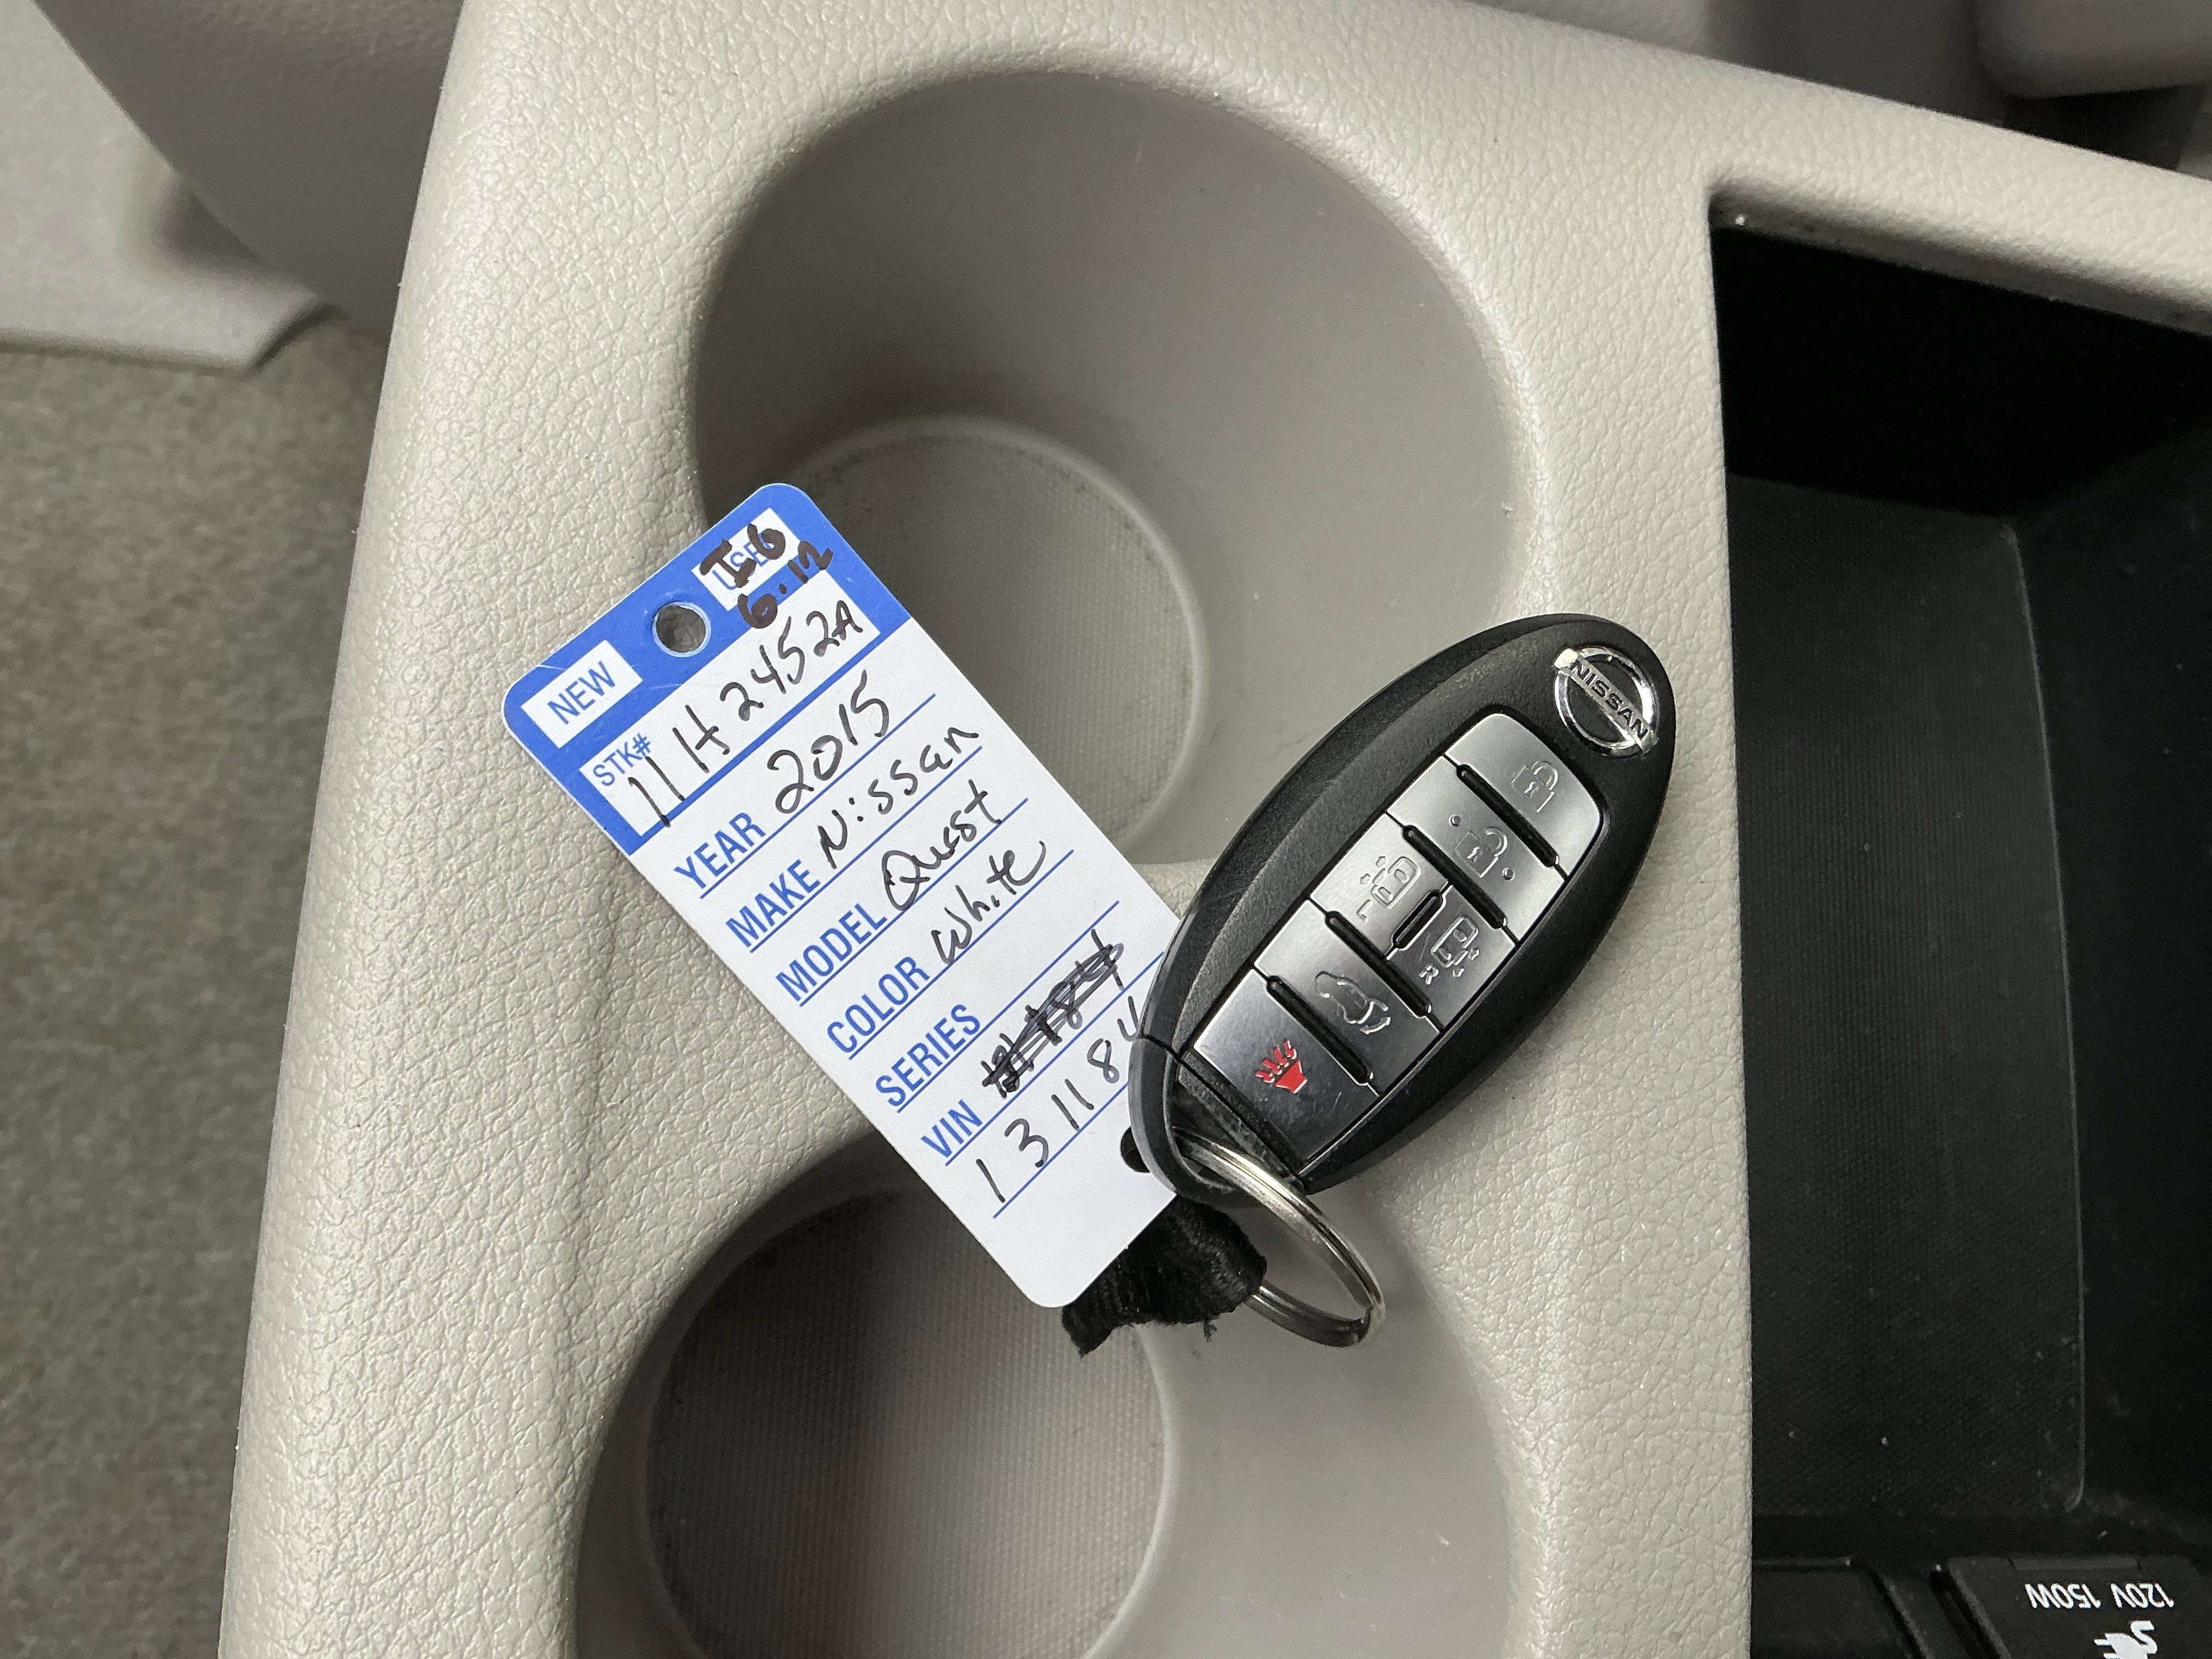 NEW
USED
I-6
6.12
STK# 11H2452A
YEAR 2015
MAKE Nissan
MODEL Quest
COLOR White
SERIES
VIN
131184
NISSAN
L
R
120V 150W